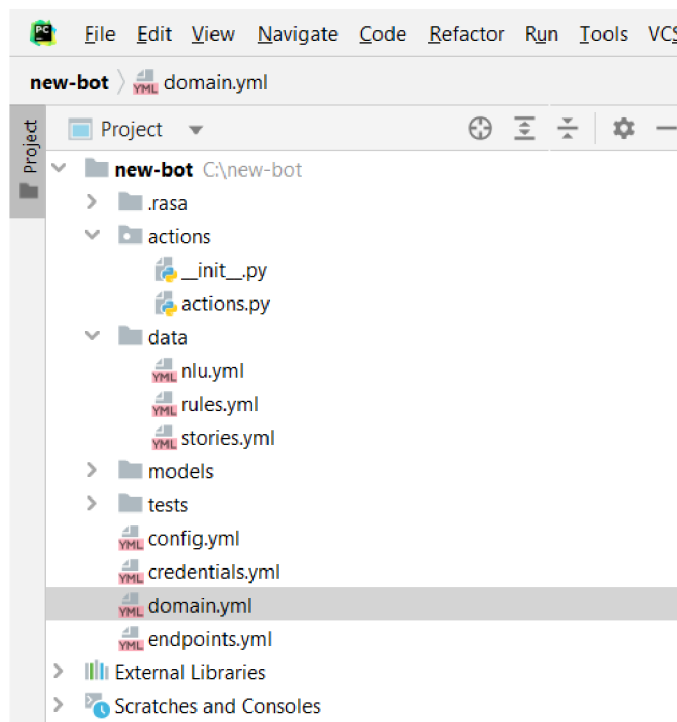 PC File Edit View Navigate Code Refactor Run Tools VCS
new-bot YML domain.yml
Project
Project
new-bot C:\new-bot
.rasa
actions
__init__.py
actions.py
data
YML nlu.yml
YML rules.yml
YML stories.yml
models
tests
YML config.yml
YML credentials.yml
YML domain.yml
YML endpoints.yml
External Libraries
Scratches and Consoles